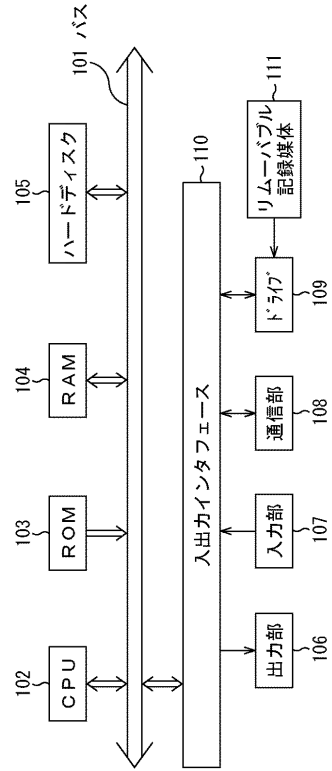 102
CPU
103
ROM
104
RAM
105
ハードディスク
101 バス
入出力インタフェース
110
出力部
106
入力部
107
通信部
108
ドライブ
109
リムーバブル
記録媒体
111